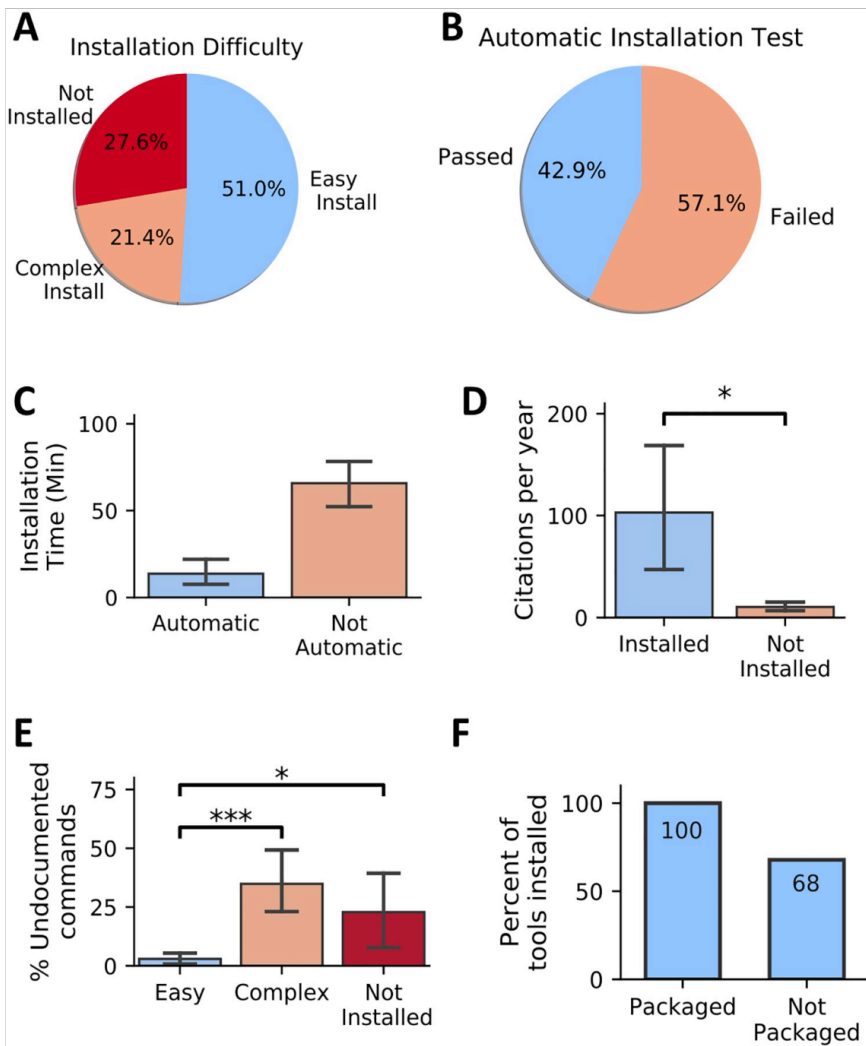 A
Installation Difficulty
Not
Installed
27.6%
51.0%
Easy
Install
21.4%
Complex
Install
B
Automatic Installation Test
Passed
42.9%
57.1%
Failed
C
Installation
Time (Min)
100
50
0
Automatic
Not
Automatic
D
Citations per year
200
100
0
*
Installed
Not
Installed
E
% Undocumented
commands
75
50
25
0
*
***
Easy
Complex
Not
Installed
F
Percent of
tools installed
100
50
0
100
68
Packaged
Not
Packaged